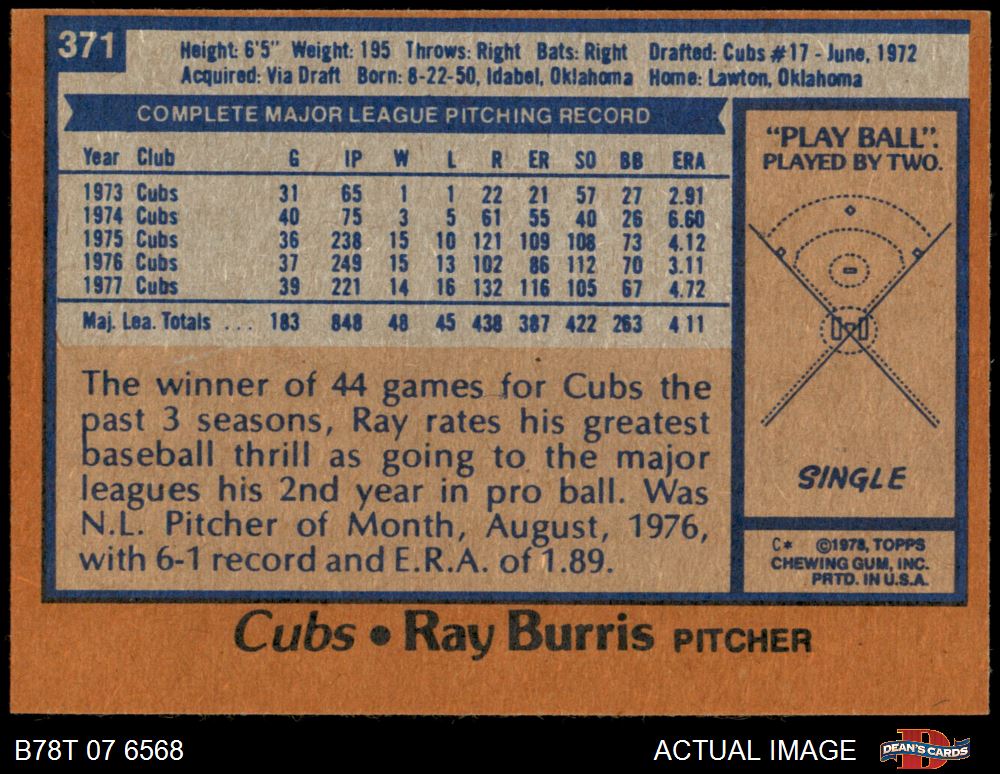 371
Height: 6'5" Weight: 195 Throws: Right Bats: Right Drafted: Cubs #17 - June, 1972
Acquired: Via Draft Born: 8-22-50, Idabel, Oklahoma Home: Lawton, Oklahoma
COMPLETE MAJOR LEAGUE PITCHING RECORD
Year Club G IP W L R ER SO BB ERA
1973 Cubs 31 65 1 1 22 21 57 27 2.91
1974 Cubs 40 75 3 5 61 55 40 26 6.60
1975 Cubs 36 238 15 10 121 109 108 73 4.12
1976 Cubs 37 249 15 13 102 86 112 70 3.11
1977 Cubs 39 221 14 16 132 116 105 67 4.72
Maj. Lea. Totals ... 183 848 48 45 438 387 422 263 4 11
The winner of 44 games for Cubs the
past 3 seasons, Ray rates his greatest
baseball thrill as going to the major
leagues his 2nd year in pro ball. Was
N.L. Pitcher of Month, August, 1976,
with 6-1 record and E.R.A. of 1.89.
"PLAY BALL".
PLAYED BY TWO.
SINGLE
C* ©1978, TOPPS
CHEWING GUM, INC.
PRTD. IN U.S.A.
Cubs • Ray Burris PITCHER
B78T 07 6568
ACTUAL IMAGE
DEAN'S CARDS